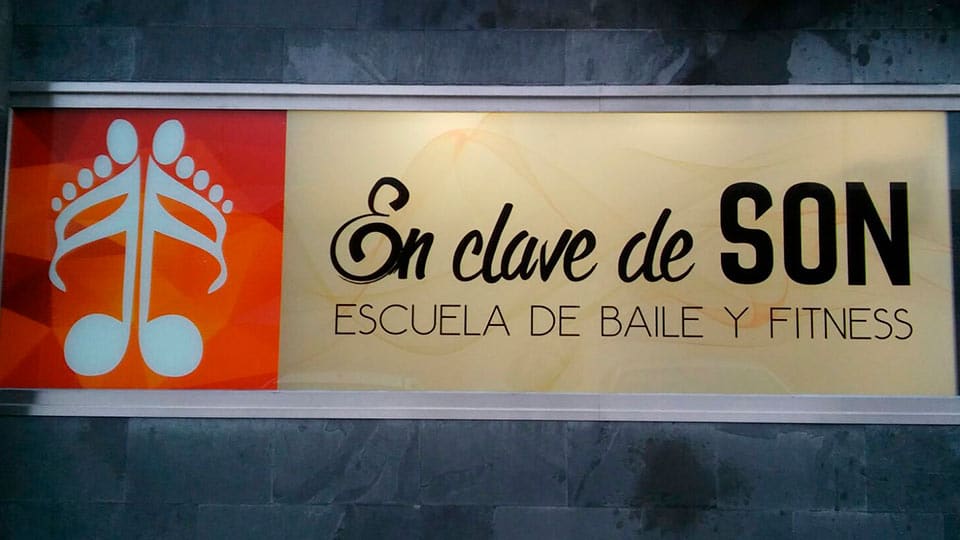 En clave de SON
ESCUELA DE BAILE Y FITNESS